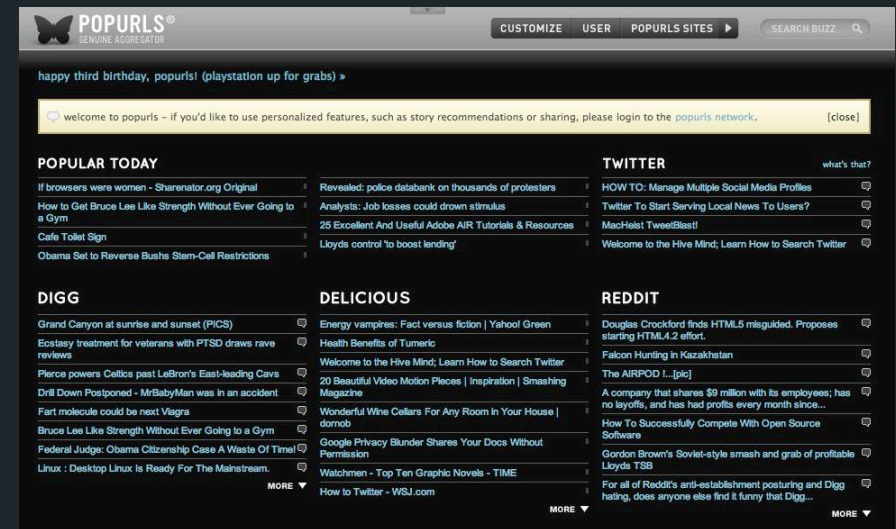 POPURLS®
GENUINE AGGREGATOR
CUSTOMIZE USER POPURLS SITES
SEARCH BUZZ
happy third birthday, popurls! (playstation up for grabs) »
welcome to popurls – if you'd like to use personalized features, such as story recommendations or sharing, please login to the popurls network. [close]
POPULAR TODAY
If browsers were women - Sharenator.org Original
How to Get Bruce Lee Like Strength Without Ever Going to
a Gym
Cafe Toilet Sign
Obama Set to Reverse Bushs Stem-Cell Restrictions
Revealed: police databank on thousands of protesters
Analysts: Job losses could drown stimulus
25 Excellent And Useful Adobe AIR Tutorials & Resources
Lloyds control 'to boost lending'
TWITTER
what's that?
HOW TO: Manage Multiple Social Media Profiles
Twitter To Start Serving Local News To Users?
MacHeist TweetBlast!
Welcome to the Hive Mind; Learn How to Search Twitter
DIGG
Grand Canyon at sunrise and sunset (PICS)
Ecstasy treatment for veterans with PTSD draws rave
reviews
Pierce powers Celtics past LeBron's East-leading Cavs
Drill Down Postponed - MrBabyMan was in an accident
Fart molecule could be next Viagra
Bruce Lee Like Strength Without Ever Going to a Gym
Federal Judge: Obama Citizenship Case A Waste Of Time!
Linux : Desktop Linux Is Ready For The Mainstream.
MORE
DELICIOUS
Energy vampires: Fact versus fiction | Yahoo! Green
Health Benefits of Tumeric
Welcome to the Hive Mind; Learn How to Search Twitter
20 Beautiful Video Motion Pieces | Inspiration | Smashing
Magazine
Wonderful Wine Cellars For Any Room in Your House |
dornob
Google Privacy Blunder Shares Your Docs Without
Permission
Watchmen - Top Ten Graphic Novels - TIME
How to Twitter - WSJ.com
MORE
REDDIT
Douglas Crockford finds HTML5 misguided. Proposes
starting HTML4.2 effort.
Falcon Hunting in Kazakhstan
The AIRPOD !...[pic]
A company that shares $9 million with its employees; has
no layoffs, and has had profits every month since...
How To Successfully Compete With Open Source
Software
Gordon Brown's Soviet-style smash and grab of profitable
Lloyds TSB
For all of Reddit's anti-establishment posturing and Digg
hating, does anyone else find it funny that Digg...
MORE